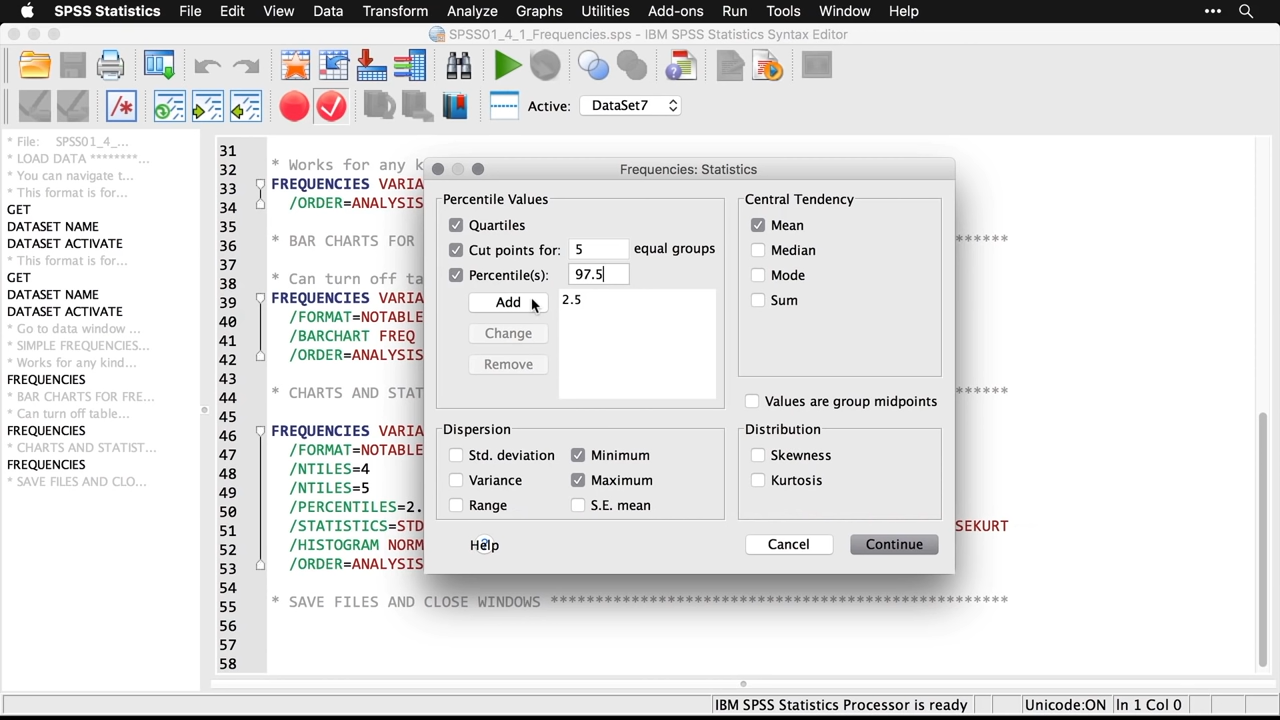 SPSS Statistics File Edit View Data Transform Analyze Graphs Utilities Add-ons Run Tools Window Help
SPSS01_4_1_Frequencies.sps - IBM SPSS Statistics Syntax Editor
Active: DataSet7
* File: SPSS01_4_...
* LOAD DATA ********...
* You can navigate t...
* This format is for...
GET
DATASET NAME
DATASET ACTIVATE
* This format is for...
GET
DATASET NAME
DATASET ACTIVATE
* Go to data window ...
* SIMPLE FREQUENCIES...
* Works for any kind...
FREQUENCIES
* BAR CHARTS FOR FRE...
* Can turn off table...
FREQUENCIES
* CHARTS AND STATIST...
FREQUENCIES
* SAVE FILES AND CLO...
31
32 * Works for any k
33 FREQUENCIES VARIA
34 /ORDER=ANALYSIS
35
36 * BAR CHARTS FOR ******
37
38 * Can turn off ta
39 FREQUENCIES VARIA
40 /FORMAT=NOTABLE
41 /BARCHART FREQ
42 /ORDER=ANALYSIS
43
44 * CHARTS AND STAT ******
45
46 FREQUENCIES VARIA
47 /FORMAT=NOTABLE
48 /NTILES=4
49 /NTILES=5
50 /PERCENTILES=2.
51 /STATISTICS=STD SEKURT
52 /HISTOGRAM NORM
53 /ORDER=ANALYSIS
54
55 * SAVE FILES AND CLOSE WINDOWS ***************************************************
56
57
58
Frequencies: Statistics
Percentile Values
Quartiles
Cut points for: 5 equal groups
Percentile(s): 97.5
Add
2.5
Change
Remove
Central Tendency
Mean
Median
Mode
Sum
Values are group midpoints
Dispersion
Std. deviation Minimum
Variance Maximum
Range S.E. mean
Distribution
Skewness
Kurtosis
Help
Cancel
Continue
IBM SPSS Statistics Processor is ready Unicode:ON In 1 Col 0